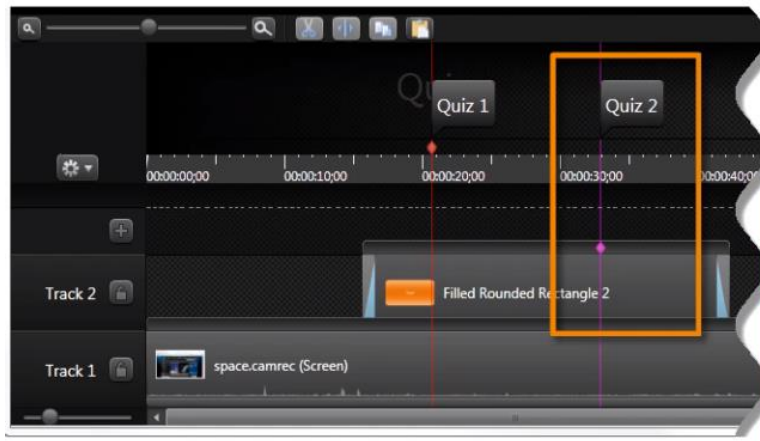 Quiz
Quiz 1
Quiz 2
00:00:00;00
00:00:10;00
00:00:20;00
00:00:30;00
00:00:40;00
Track 2
Filled Rounded Rectangle 2
Track 1
space.camrec (Screen)